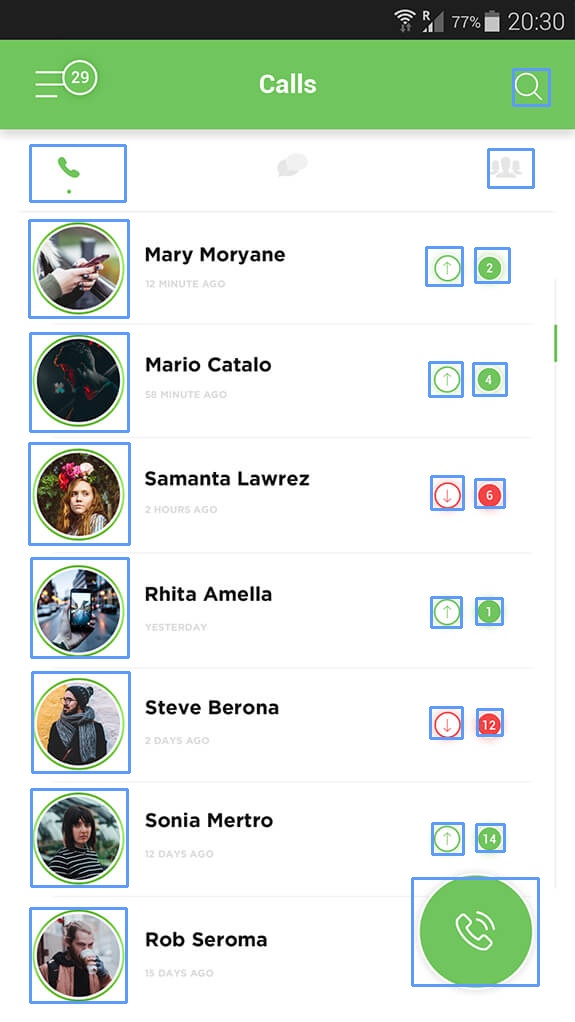 R 77% 20:30
29 Calls
Mary Moryane 2
12 MINUTE AGO
Mario Catalo 4
58 MINUTE AGO
Samanta Lawrez 6
2 HOURS AGO
Rhita Amella 1
YESTERDAY
Steve Berona 12
2 DAYS AGO
Sonia Mertro 14
12 DAYS AGO
Rob Seroma
15 DAYS AGO